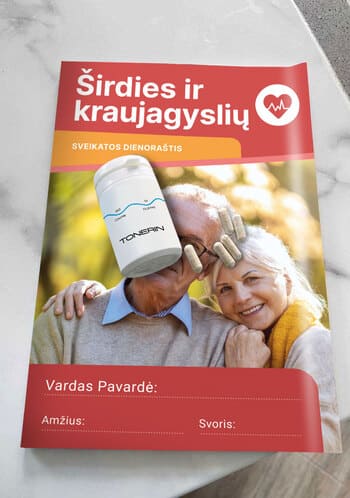 Širdies ir
kraujagyslių
SVEIKATOS DIENORAŠTIS
TONERIN
Vardas Pavardė:
Amžius:
Svoris: